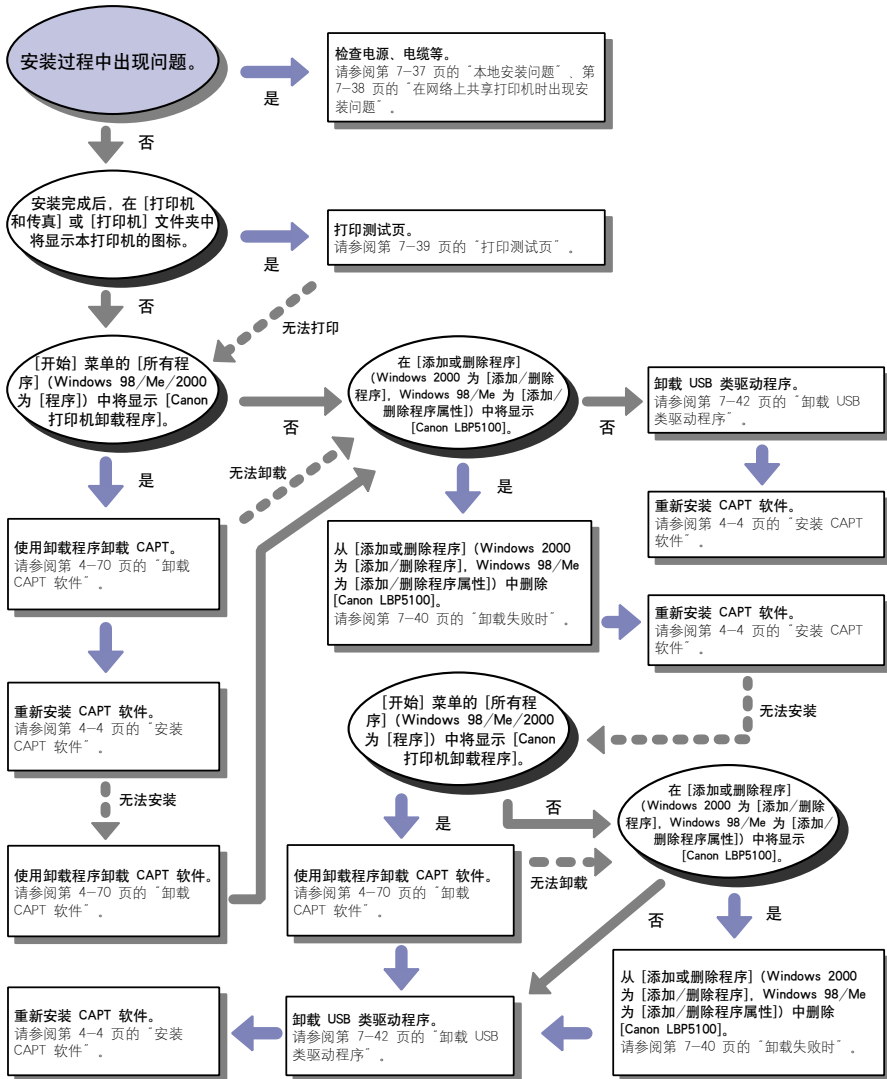 安装过程中出现问题。
是
检查电源、电缆等。
请参阅第 7-37 页的“本地安装问题”、第
7-38 页的“在网络上共享打印机时出现安
装问题”。
否
安装完成后，在 [打印机
和传真] 或 [打印机] 文件夹中
将显示本打印机的图标。
是
打印测试页。
请参阅第 7-39 页的“打印测试页”。
否
无法打印
[开始] 菜单的 [所有程
序]（Windows 98/Me/2000
为 [程序]）中将显示 [Canon
打印机卸载程序]。
否
在 [添加或删除程序]
（Windows 2000 为 [添加/删除
程序]，Windows 98/Me 为 [添加/
删除程序属性]）中将显示
[Canon LBP5100]。
否
卸载 USB 类驱动程序。
请参阅第 7-42 页的“卸载 USB
类驱动程序”。
是
无法卸载
是
重新安装 CAPT 软件。
请参阅第 4-4 页的“安装 CAPT
软件”。
使用卸载程序卸载 CAPT。
请参阅第 4-70 页的“卸载
CAPT 软件”。
从 [添加或删除程序]（Windows 2000
为 [添加/删除程序]，Windows 98/Me
为 [添加/删除程序属性]）中删除
[Canon LBP5100]。
请参阅第 7-40 页的“卸载失败时”。
重新安装 CAPT 软件。
请参阅第 4-4 页的“安装 CAPT
软件”。
重新安装 CAPT 软件。
请参阅第 4-4 页的“安装
CAPT 软件”。
[开始] 菜单的 [所有程
序]（Windows 98/Me/2000
为 [程序]）中将显示 [Canon
打印机卸载程序]。
无法安装
无法安装
是
否
在 [添加或删除程序]
（Windows 2000 为 [添加/删除
程序]，Windows 98/Me 为 [添加/
删除程序属性]）中将显示
[Canon LBP5100]。
使用卸载程序卸载 CAPT 软件。
请参阅第 4-70 页的“卸载
CAPT 软件”。
使用卸载程序卸载 CAPT 软件。
请参阅第 4-70 页的“卸载
CAPT 软件”。
无法卸载
否
是
重新安装 CAPT 软件。
请参阅第 4-4 页的“安装
CAPT 软件”。
卸载 USB 类驱动程序。
请参阅第 7-42 页的“卸载 USB
类驱动程序”。
从 [添加或删除程序]（Windows 2000
为 [添加/删除程序]，Windows 98/Me
为 [添加/删除程序属性]）中删除
[Canon LBP5100]。
请参阅第 7-40 页的“卸载失败时”。